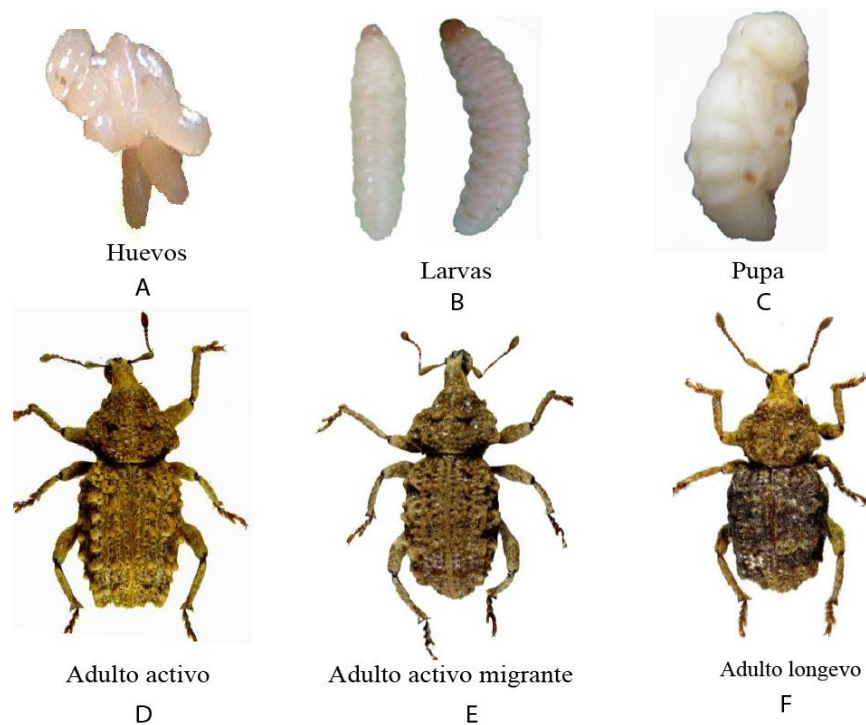 Huevos
A
Larvas
B
Pupa
C
Adulto activo
D
Adulto activo migrante
E
Adulto longevo
F